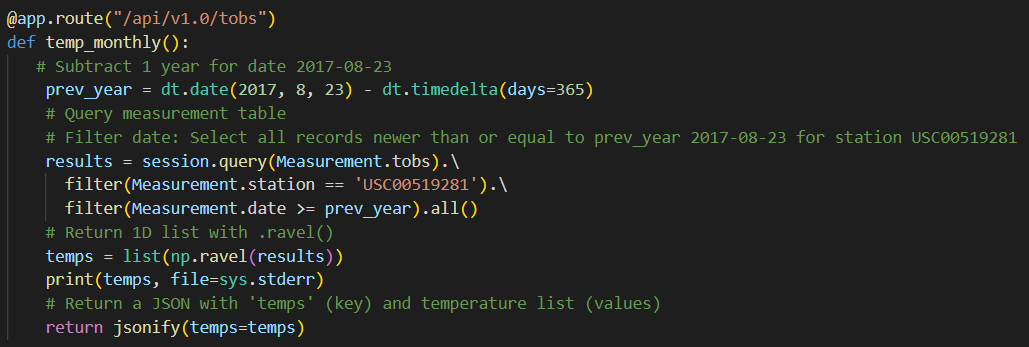 @app.route("/api/v1.0/tobs")
def temp_monthly():
# Subtract 1 year for date 2017-08-23
prev_year = dt.date(2017, 8, 23) - dt.timedelta(days=365)
# Query measurement table
# Filter date: Select all records newer than or equal to prev_year 2017-08-23 for station USC00519281
results = session.query(Measurement.tobs).\
filter(Measurement.station == 'USC00519281').\
filter(Measurement.date >= prev_year).all()
# Return 1D list with .ravel()
temps = list(np.ravel(results))
print(temps, file=sys.stderr)
# Return a JSON with 'temps' (key) and temperature list (values)
return jsonify(temps=temps)